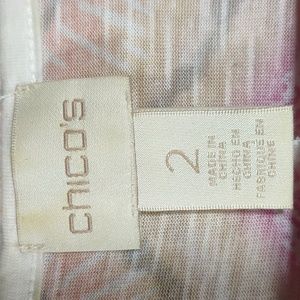 chico's
2
MADE IN
CHINA
HECHO EN
CHINA
FABRIQUÉ EN
CHINE